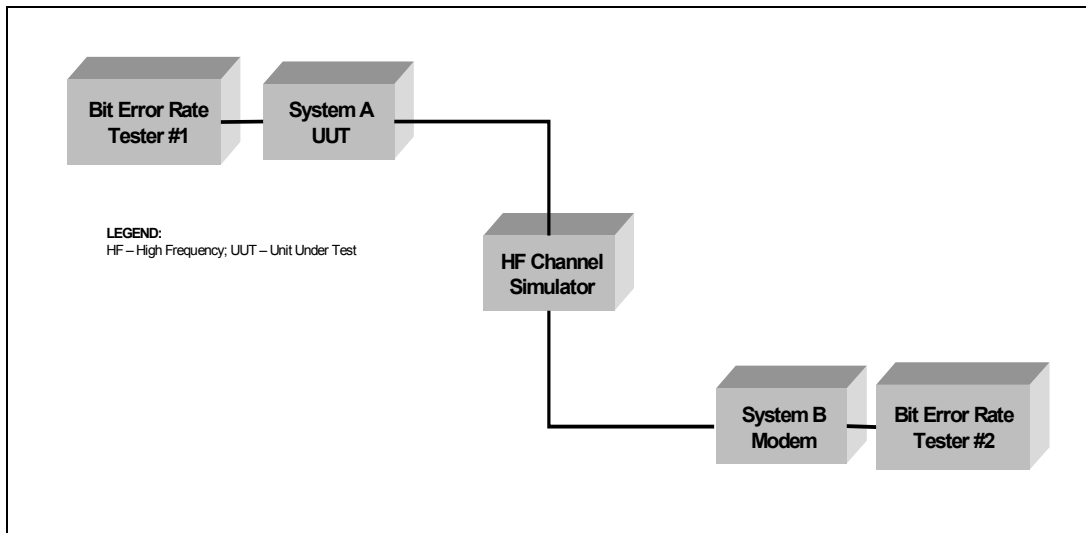 Bit Error Rate
Tester #1
System A
UUT
LEGEND:
HF – High Frequency; UUT – Unit Under Test
HF Channel
Simulator
System B
Modem
Bit Error Rate
Tester #2